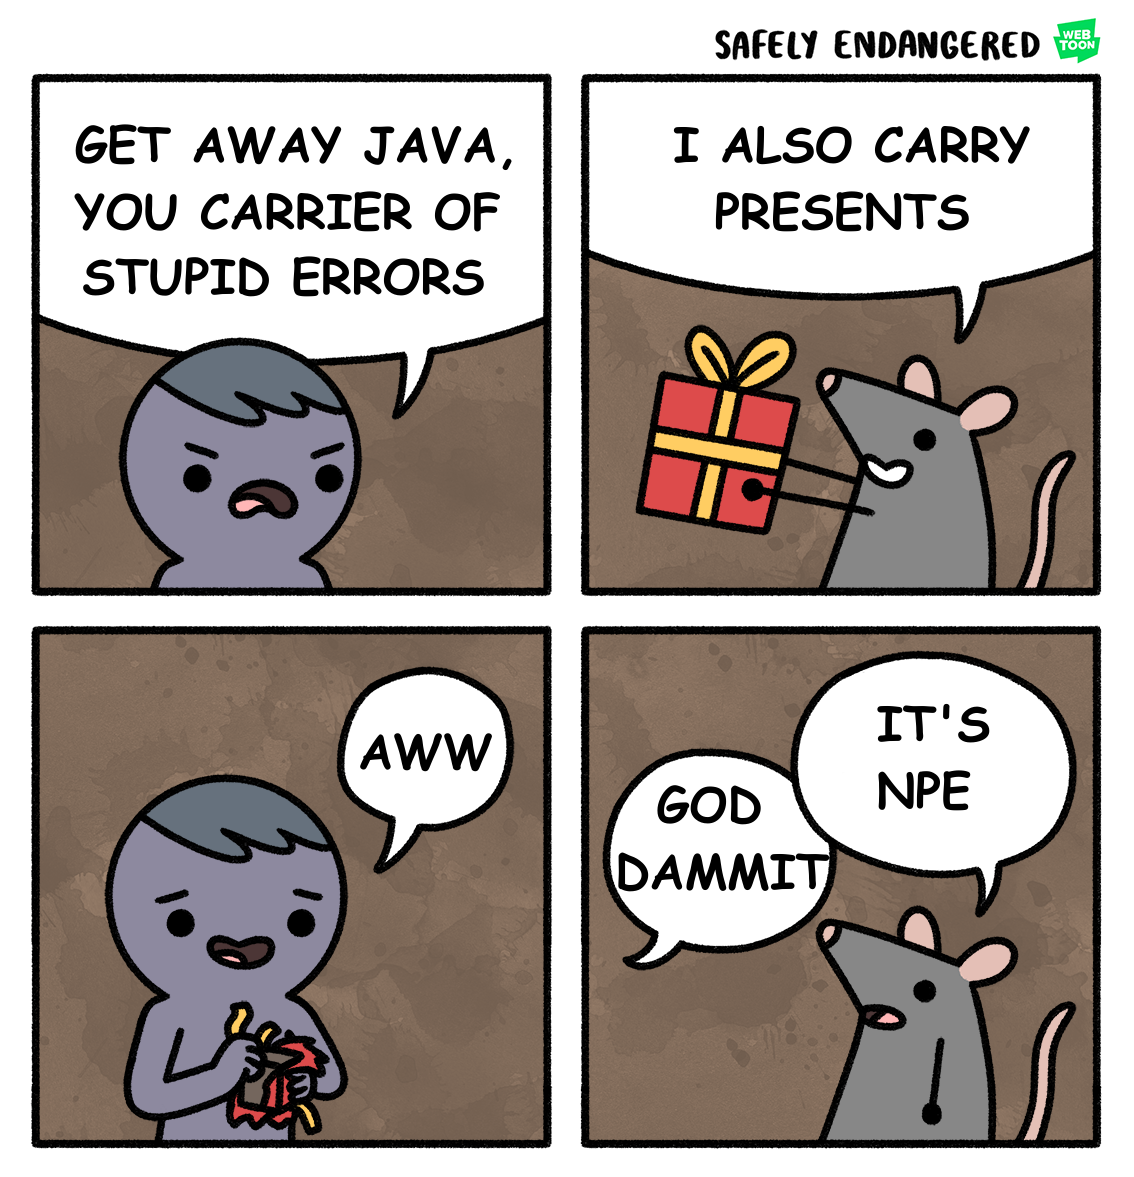 SAFELY ENDANGERED
WEB
TOON
GET AWAY JAVA,
YOU CARRIER OF
STUPID ERRORS
I ALSO CARRY
PRESENTS
AWW
GOD
DAMMIT
IT'S
NPE